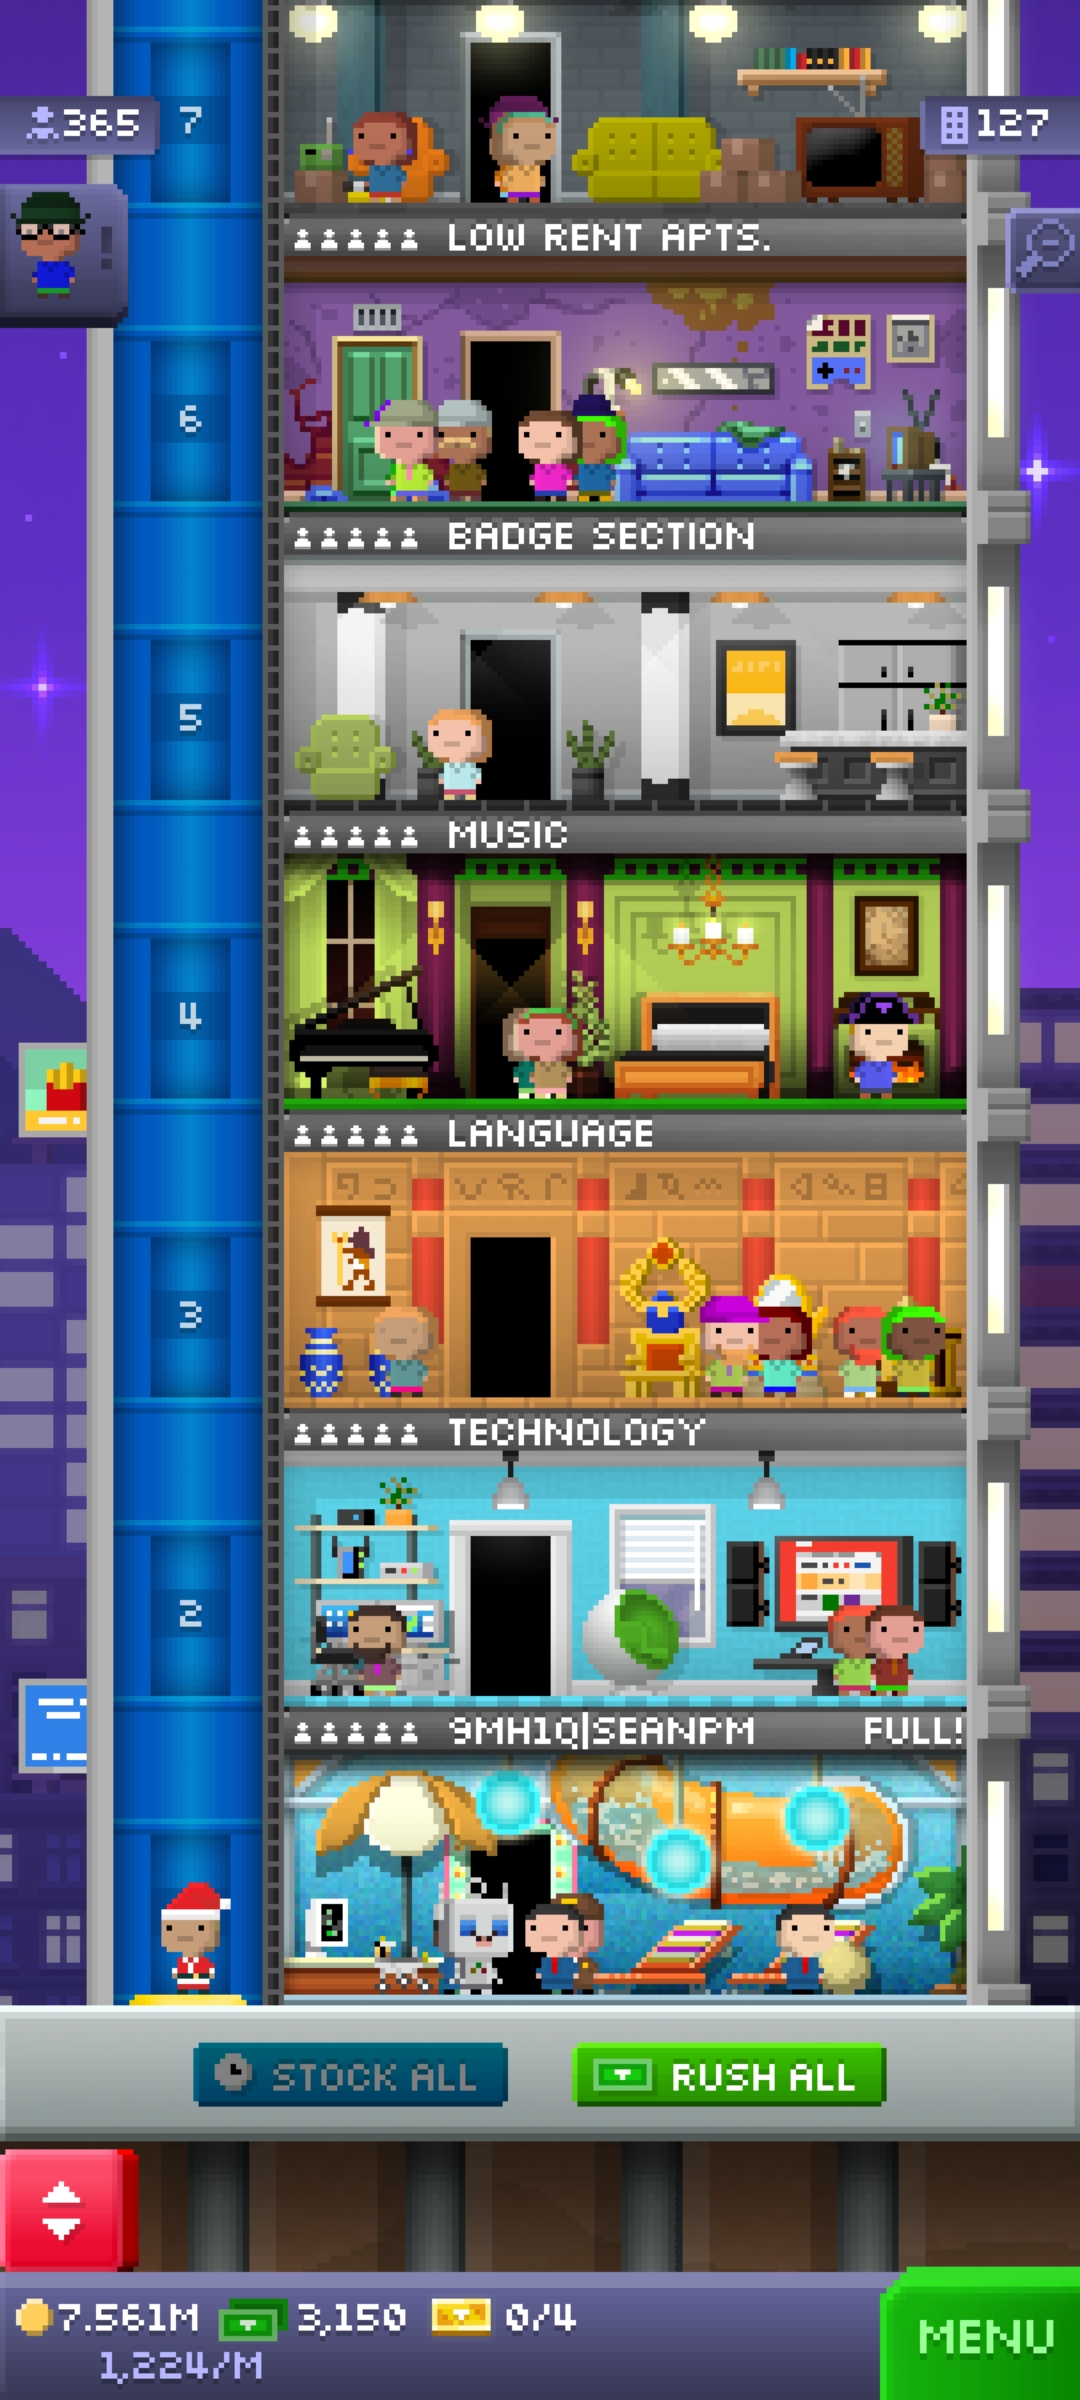 365
7
127
!
LOW RENT APTS.
6
BADGE SECTION
5
MUSIC
4
LANGUAGE
3
TECHNOLOGY
2
9MH1Q|SEANPM FULL!
STOCK ALL
RUSH ALL
7.561M 3,150 0/4
1,224/M
MENU